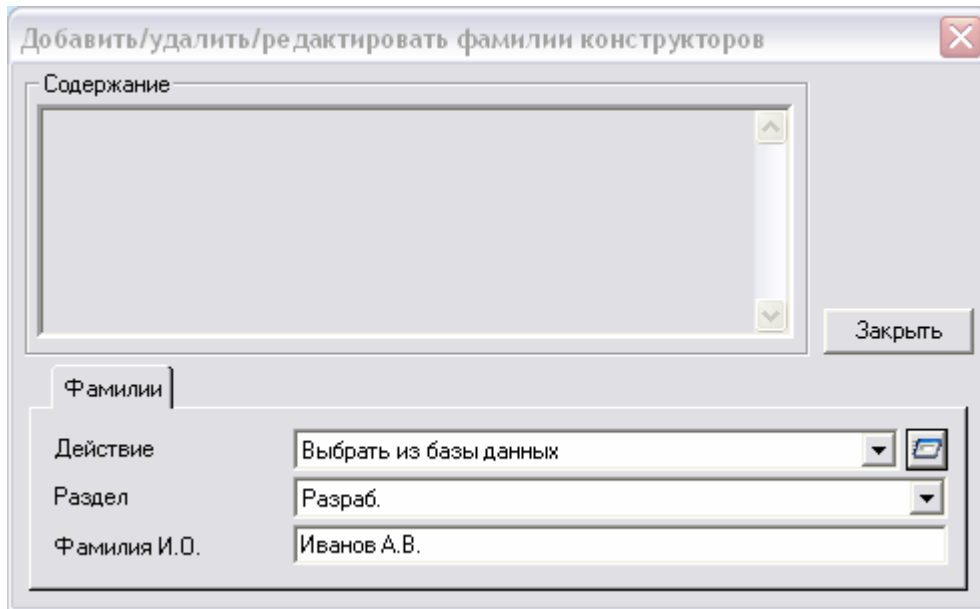 Добавить/удалить/редактировать фамилии конструкторов
Содержание
Закрыть
Фамилии
Действие Выбрать из базы данных
Раздел Разраб.
Фамилия И.О. Иванов А.В.